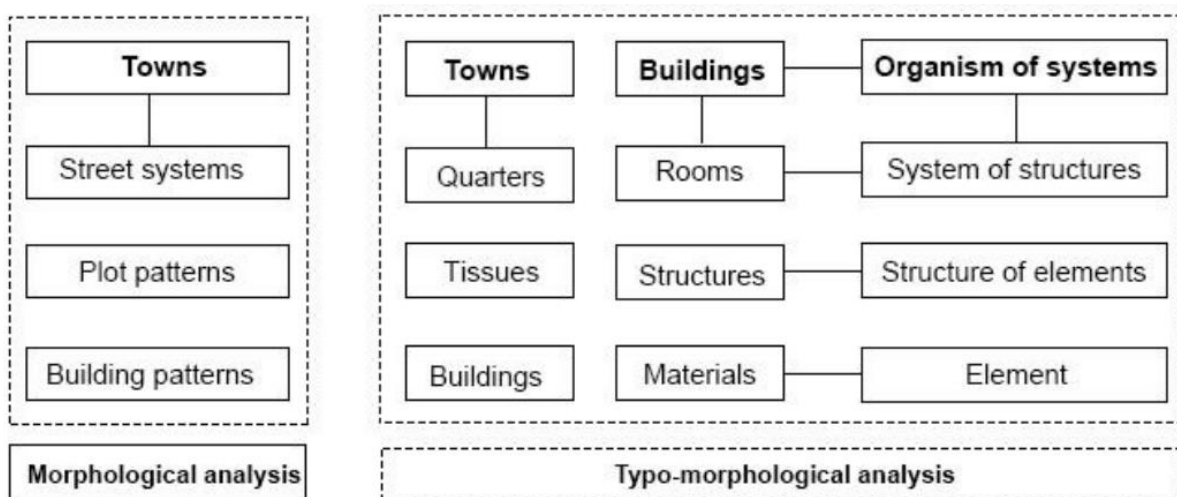 Towns
Street systems
Plot patterns
Building patterns
Morphological analysis
Towns
Buildings
Organism of systems
Quarters
Rooms
System of structures
Tissues
Structures
Structure of elements
Buildings
Materials
Element
Typo-morphological analysis